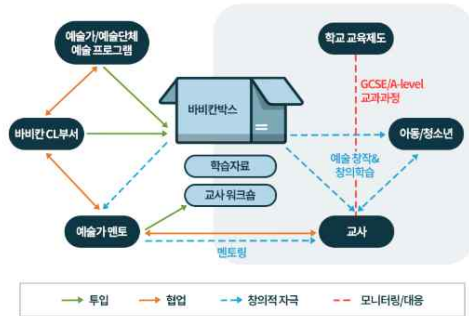 예술가/예술단체
예술 프로그램
학교 교육제도
GCSE/A-level
교과과정
바비칸박스
바비칸 CL부서
아동/청소년
학습자료
예술 창작&
창의학습
교사 워크숍
예술가 멘토
교사
멘토링
투입
협업
창의적 자극
모니터링/대응